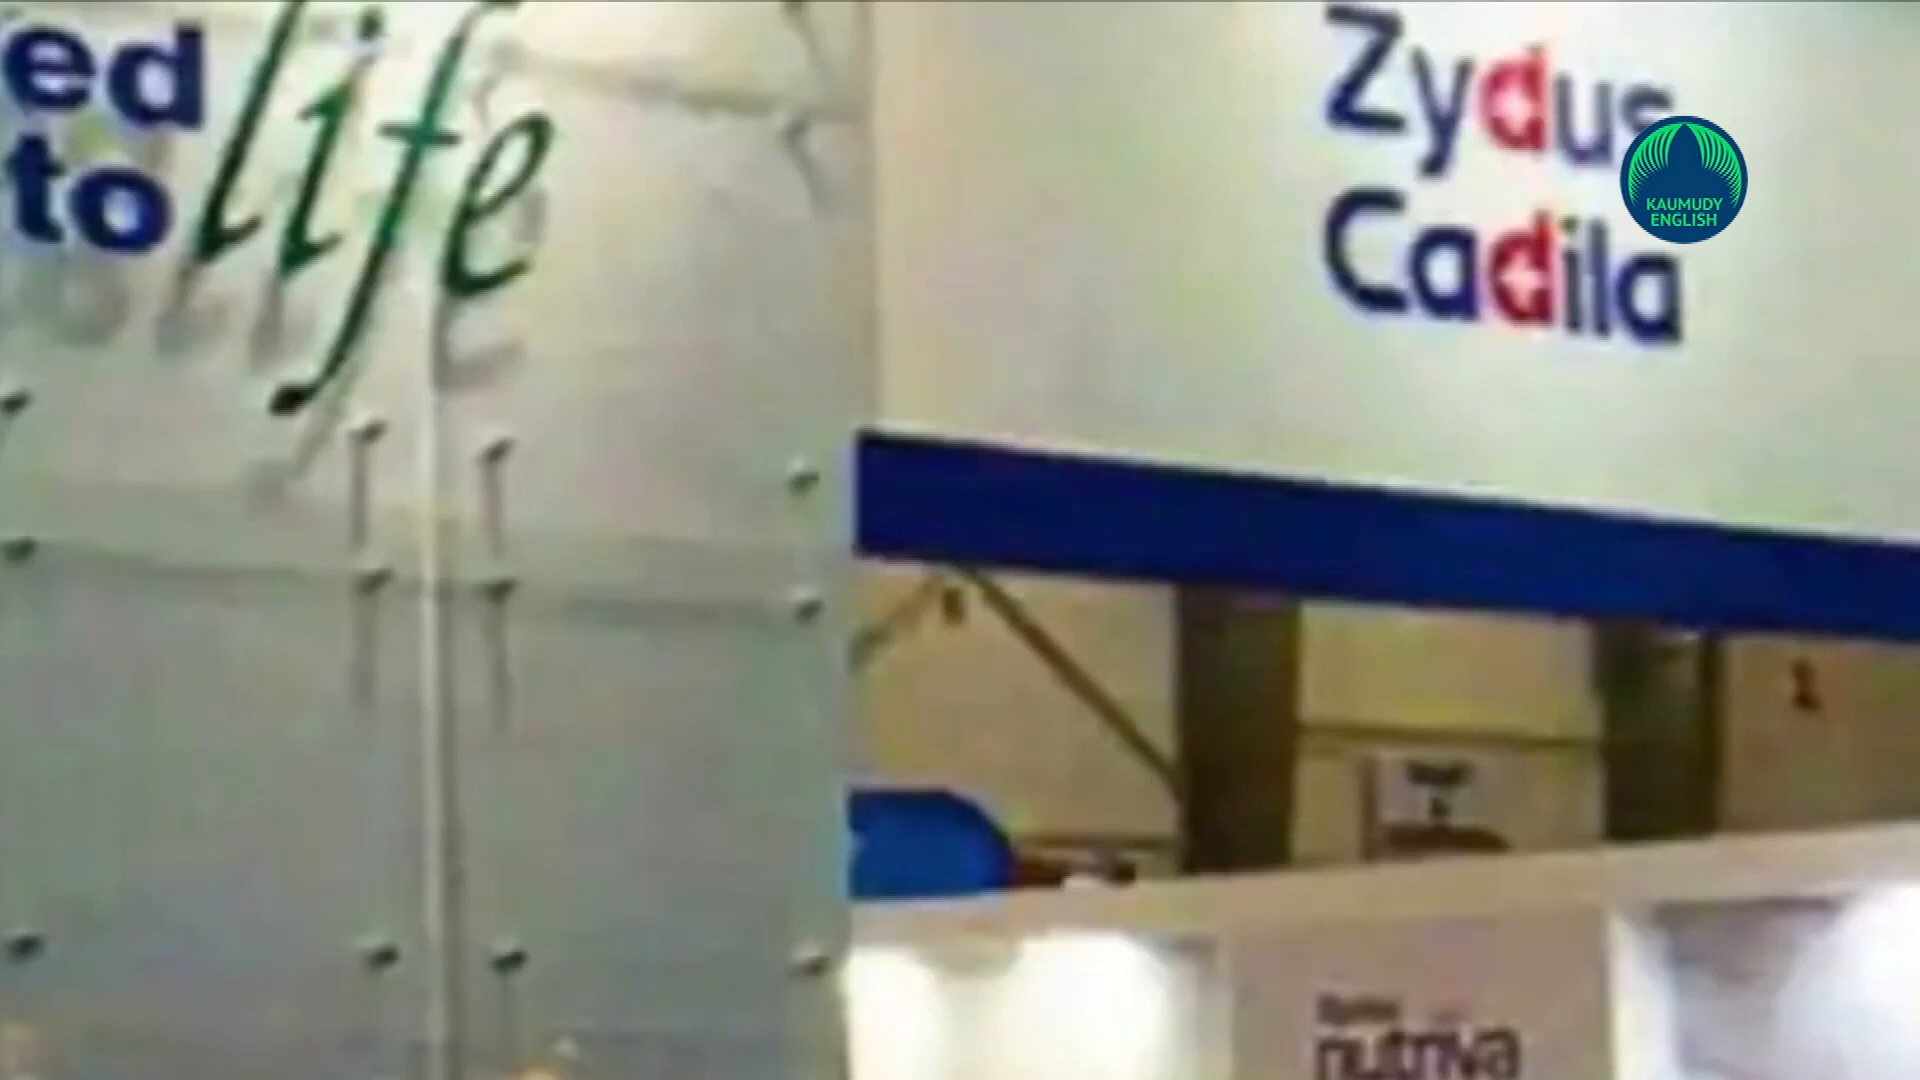 ed
to life
Zydus
Cadila
KAUMUDY
ENGLISH
nutriva